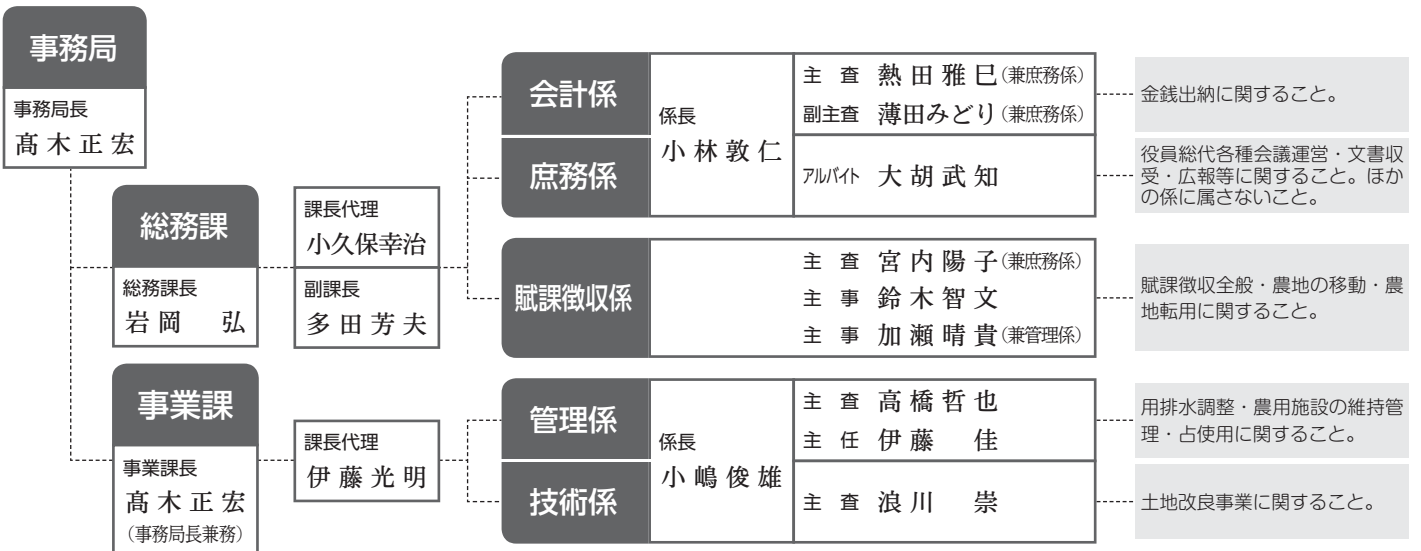 事務局
事務局長
髙木正宏
総務課
総務課長
岩岡　弘
課長代理
小久保幸治
副課長
多田芳夫
会計係
庶務係
係長
小林敦仁
主　査　熱田雅巳(兼庶務係)
副主査　薄田みどり(兼庶務係)
アルバイト　大胡武知
金銭出納に関すること。
役員総代各種会議運営・文書収
受・広報等に関すること。ほか
の係に属さないこと。
賦課徴収係
主　査　宮内陽子(兼庶務係)
主　事　鈴木智文
主　事　加瀬晴貴(兼管理係)
賦課徴収全般・農地の移動・農
地転用に関すること。
事業課
事業課長
髙木正宏
(事務局長兼務)
課長代理
伊藤光明
管理係
技術係
係長
小嶋俊雄
主　査　高橋哲也
主　任　伊藤　佳
主　査　浪川　崇
用排水調整・農用施設の維持管
理・占使用に関すること。
土地改良事業に関すること。